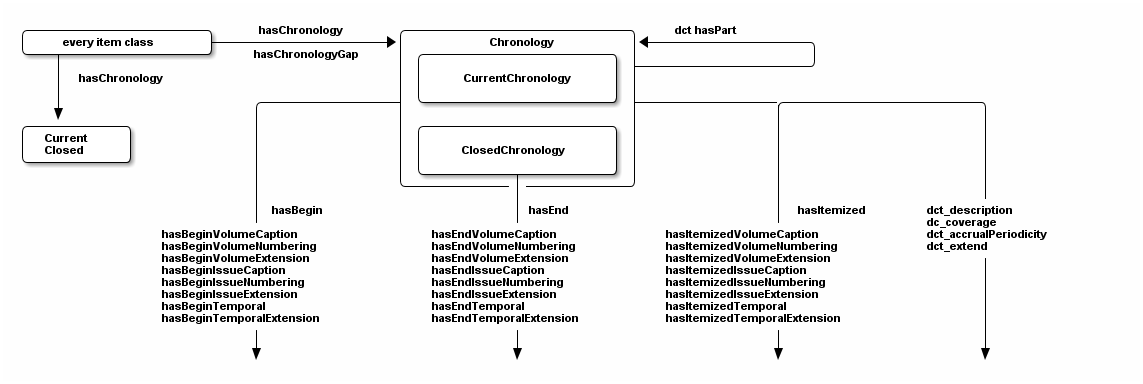 every item class
hasChronology
hasChronologyGap
Chronology
dct hasPart
CurrentChronology
hasChronology
Current
Closed
ClosedChronology
hasBegin
hasBeginVolumeCaption
hasBeginVolumeNumbering
hasBeginVolumeExtension
hasBeginIssueCaption
hasBeginIssueNumbering
hasBeginIssueExtension
hasBeginTemporal
hasBeginTemporalExtension
hasEnd
hasEndVolumeCaption
hasEndVolumeNumbering
hasEndVolumeExtension
hasEndIssueCaption
hasEndIssueNumbering
hasEndIssueExtension
hasEndTemporal
hasEndTemporalExtension
hasItemized
hasItemizedVolumeCaption
hasItemizedVolumeNumbering
hasItemizedVolumeExtension
hasItemizedIssueCaption
hasItemizedIssueNumbering
hasItemizedIssueExtension
hasItemizedTemporal
hasItemizedTemporalExtension
dct_description
dc_coverage
dct_accrualPeriodicity
dct_extend